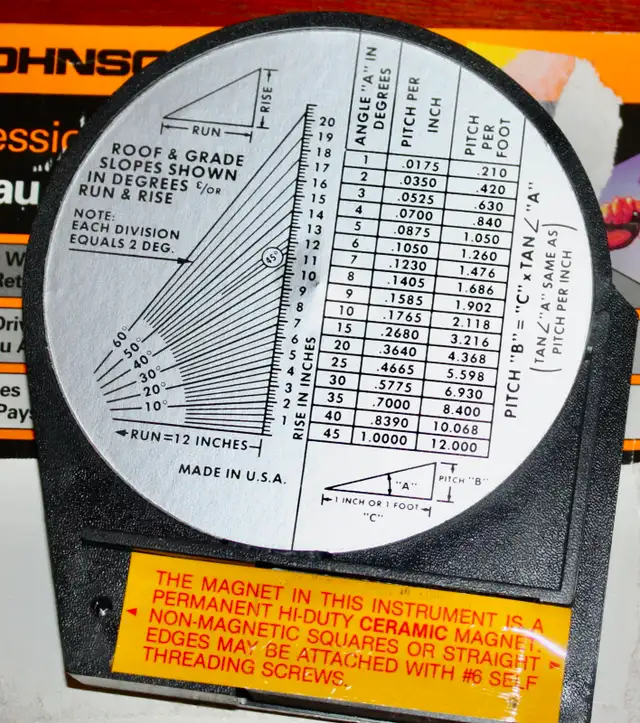 OHNSO
essio
au
W
Ret
Driv
u A
es
Pays
RISE
RUN
ROOF & GRADE
SLOPES SHOWN
IN DEGREES &/OR
RUN & RISE
NOTE:
EACH DIVISION
EQUALS 2 DEG.
20
19
18
17
16
15
14
13
12
11
10
9
8
7
6
5
4
3
2
1
45°
60°
50°
40°
30°
20°
10°
RISE IN INCHES
RUN=12 INCHES
MADE IN U.S.A.
ANGLE "A" IN DEGREES PITCH PER INCH PITCH PER FOOT
1 .0175 .210
2 .0350 .420
3 .0525 .630
4 .0700 .840
5 .0875 1.050
6 .1050 1.260
7 .1230 1.476
8 .1405 1.686
9 .1585 1.902
10 .1765 2.118
15 .2680 3.216
20 .3640 4.368
25 .4665 5.598
30 .5775 6.930
35 .7000 8.400
40 .8390 10.068
45 1.0000 12.000
PITCH "B" = "C" x TAN ∠ "A"
(TAN ∠ "A" SAME AS
PITCH PER INCH)
"A"
PITCH "B"
1 INCH OR 1 FOOT
"C"
THE MAGNET IN THIS INSTRUMENT IS A
PERMANENT HI-DUTY CERAMIC MAGNET.
NON-MAGNETIC SQUARES OR STRAIGHT
EDGES MAY BE ATTACHED WITH #6 SELF
THREADING SCREWS.